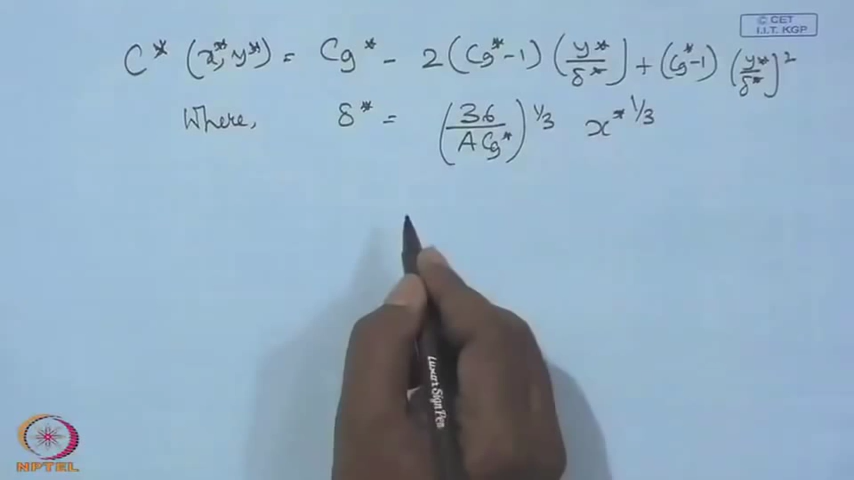 © CET
I.I.T. KGP
C* (x*, y*) = Cg* - 2 (Cg*-1) (y*/δ*) + (Cg*-1) (y*/δ*)²
Where, δ* = (36/ACg*)^1/3 x*^1/3
Luxor Sign Pen
NPTEL